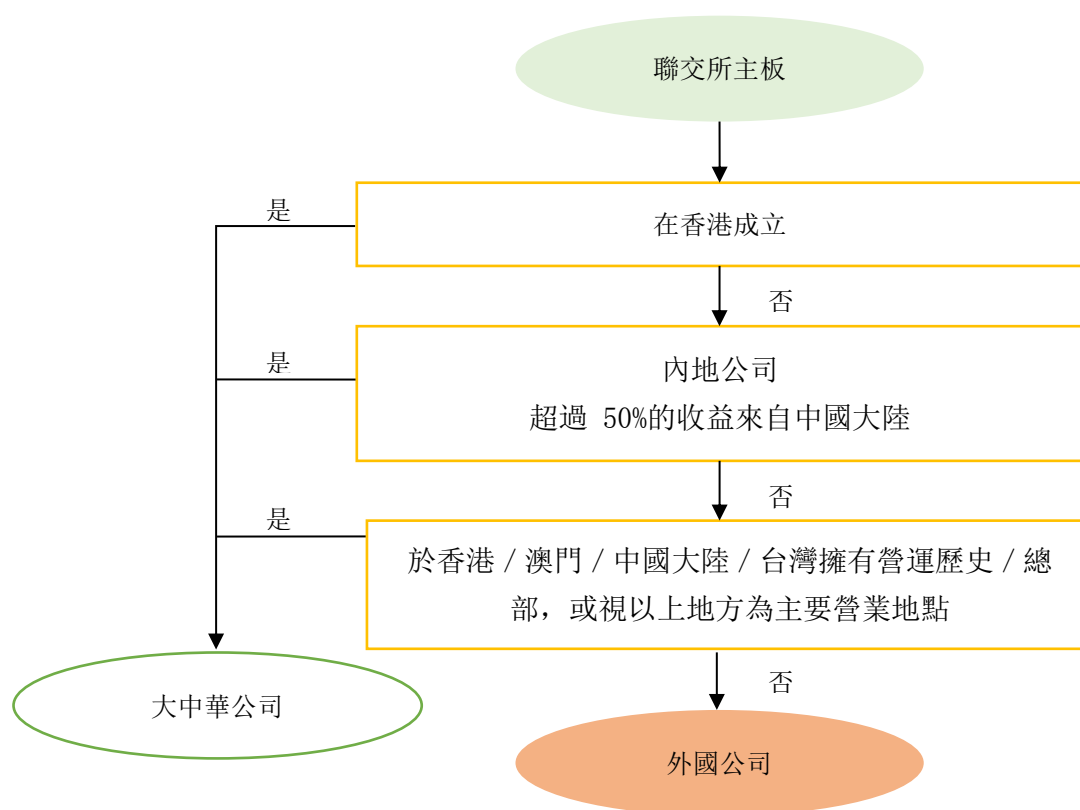 聯交所主板
是
在香港成立
否
是
內地公司
超過 50%的收益來自中國大陸
否
是
於香港／澳門／中國大陸／台灣擁有營運歷史／總
部，或視以上地方為主要營業地點
否
大中華公司
外國公司